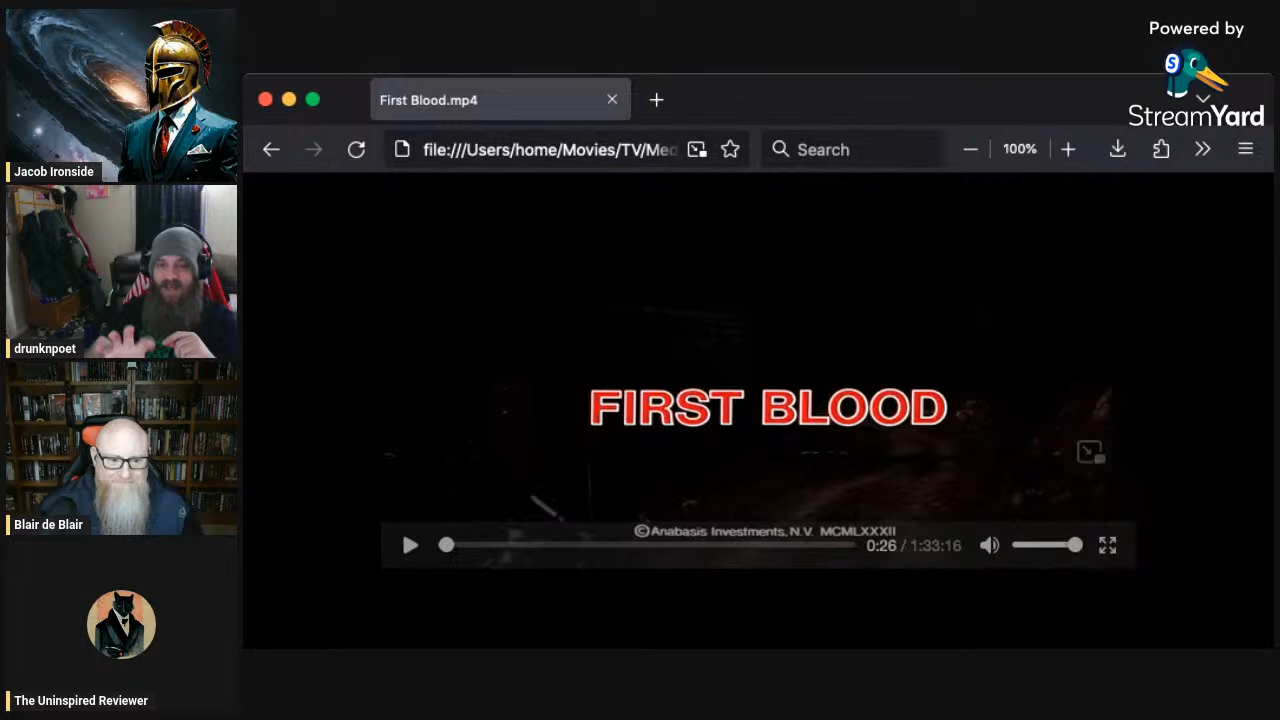 Powered by
StreamYard
First Blood.mp4
file:///Users/home/Movies/TV/Med
Search
100%
Jacob Ironside
drunknpoet
Blair de Blair
The Uninspired Reviewer
FIRST BLOOD
©Anabasis Investments, N.V. MCMLXXXII
0:26 / 1:33:16